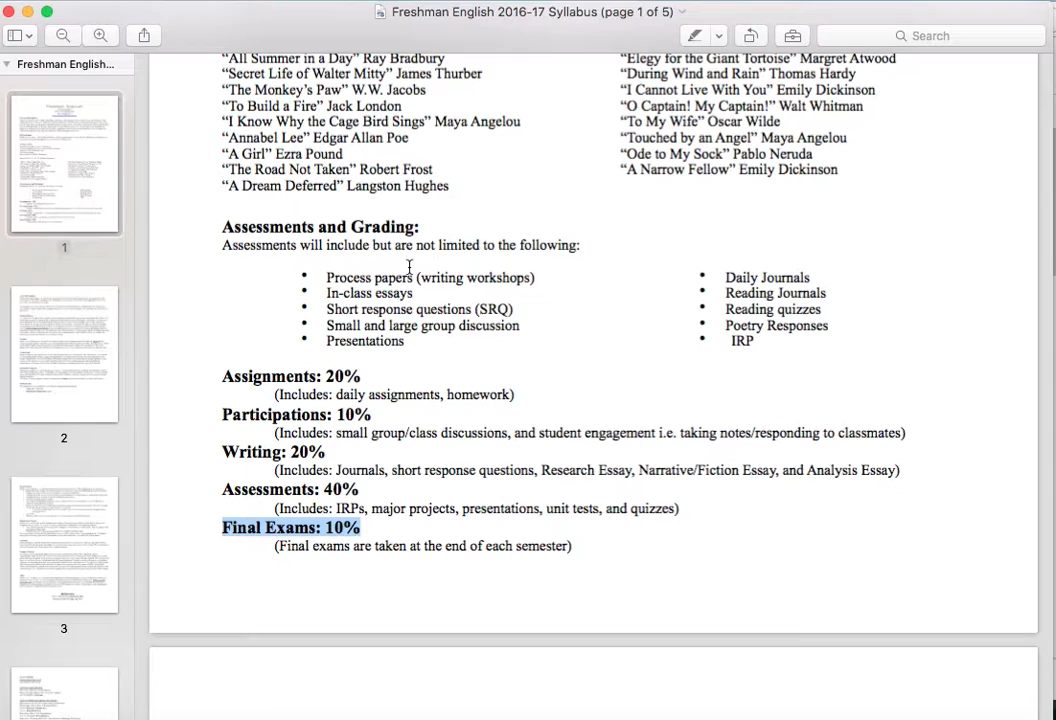 Freshman English 2016-17 Syllabus (page 1 of 5)
Search
Freshman English...
1
2
3
"All Summer in a Day" Ray Bradbury
"Secret Life of Walter Mitty" James Thurber
"The Monkey's Paw" W.W. Jacobs
"To Build a Fire" Jack London
"I Know Why the Cage Bird Sings" Maya Angelou
"Annabel Lee" Edgar Allan Poe
"A Girl" Ezra Pound
"The Road Not Taken" Robert Frost
"A Dream Deferred" Langston Hughes
"Elegy for the Giant Tortoise" Margret Atwood
"During Wind and Rain" Thomas Hardy
"I Cannot Live With You" Emily Dickinson
"O Captain! My Captain!" Walt Whitman
"To My Wife" Oscar Wilde
"Touched by an Angel" Maya Angelou
"Ode to My Sock" Pablo Neruda
"A Narrow Fellow" Emily Dickinson
Assessments and Grading:
Assessments will include but are not limited to the following:
• Process papers (writing workshops)
• In-class essays
• Short response questions (SRQ)
• Small and large group discussion
• Presentations
• Daily Journals
• Reading Journals
• Reading quizzes
• Poetry Responses
• IRP
Assignments: 20%
(Includes: daily assignments, homework)
Participations: 10%
(Includes: small group/class discussions, and student engagement i.e. taking notes/responding to classmates)
Writing: 20%
(Includes: Journals, short response questions, Research Essay, Narrative/Fiction Essay, and Analysis Essay)
Assessments: 40%
(Includes: IRPs, major projects, presentations, unit tests, and quizzes)
Final Exams: 10%
(Final exams are taken at the end of each semester)